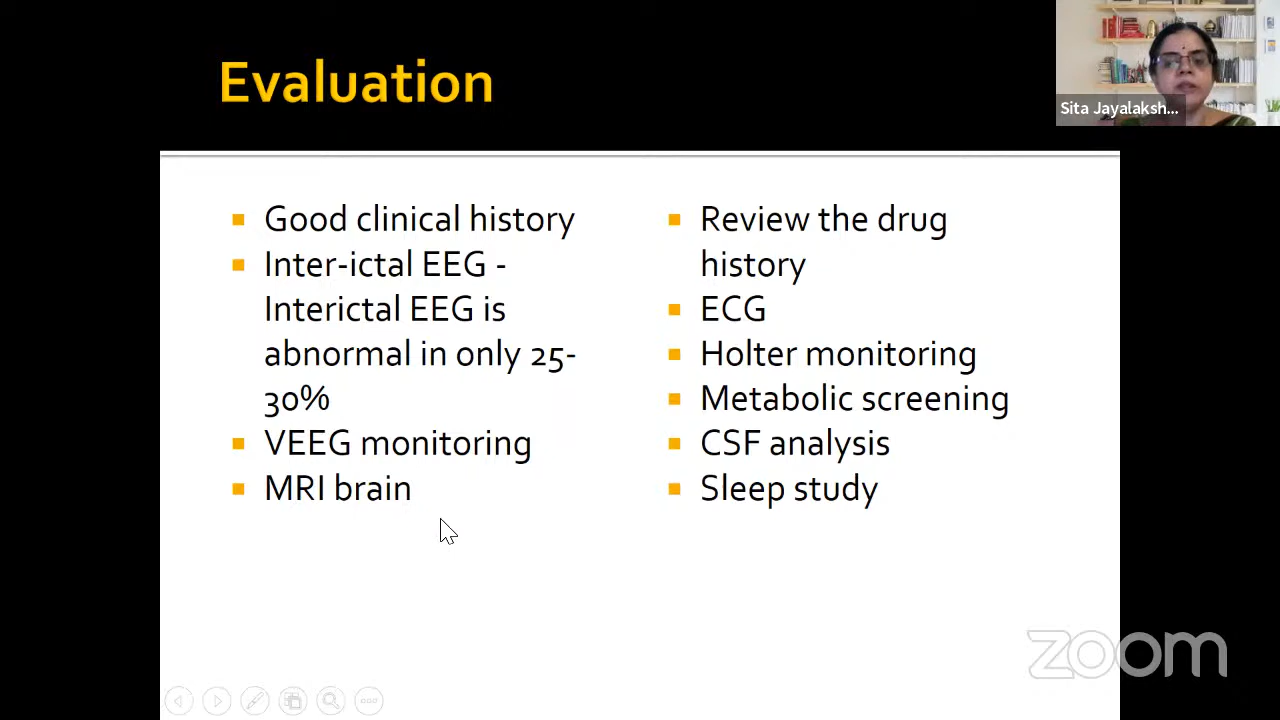 Evaluation
Sita Jayalaksh...
Good clinical history
Inter-ictal EEG -
Interictal EEG is
abnormal in only 25-
30%
VEEG monitoring
MRI brain
Review the drug
history
ECG
Holter monitoring
Metabolic screening
CSF analysis
Sleep study
zoom